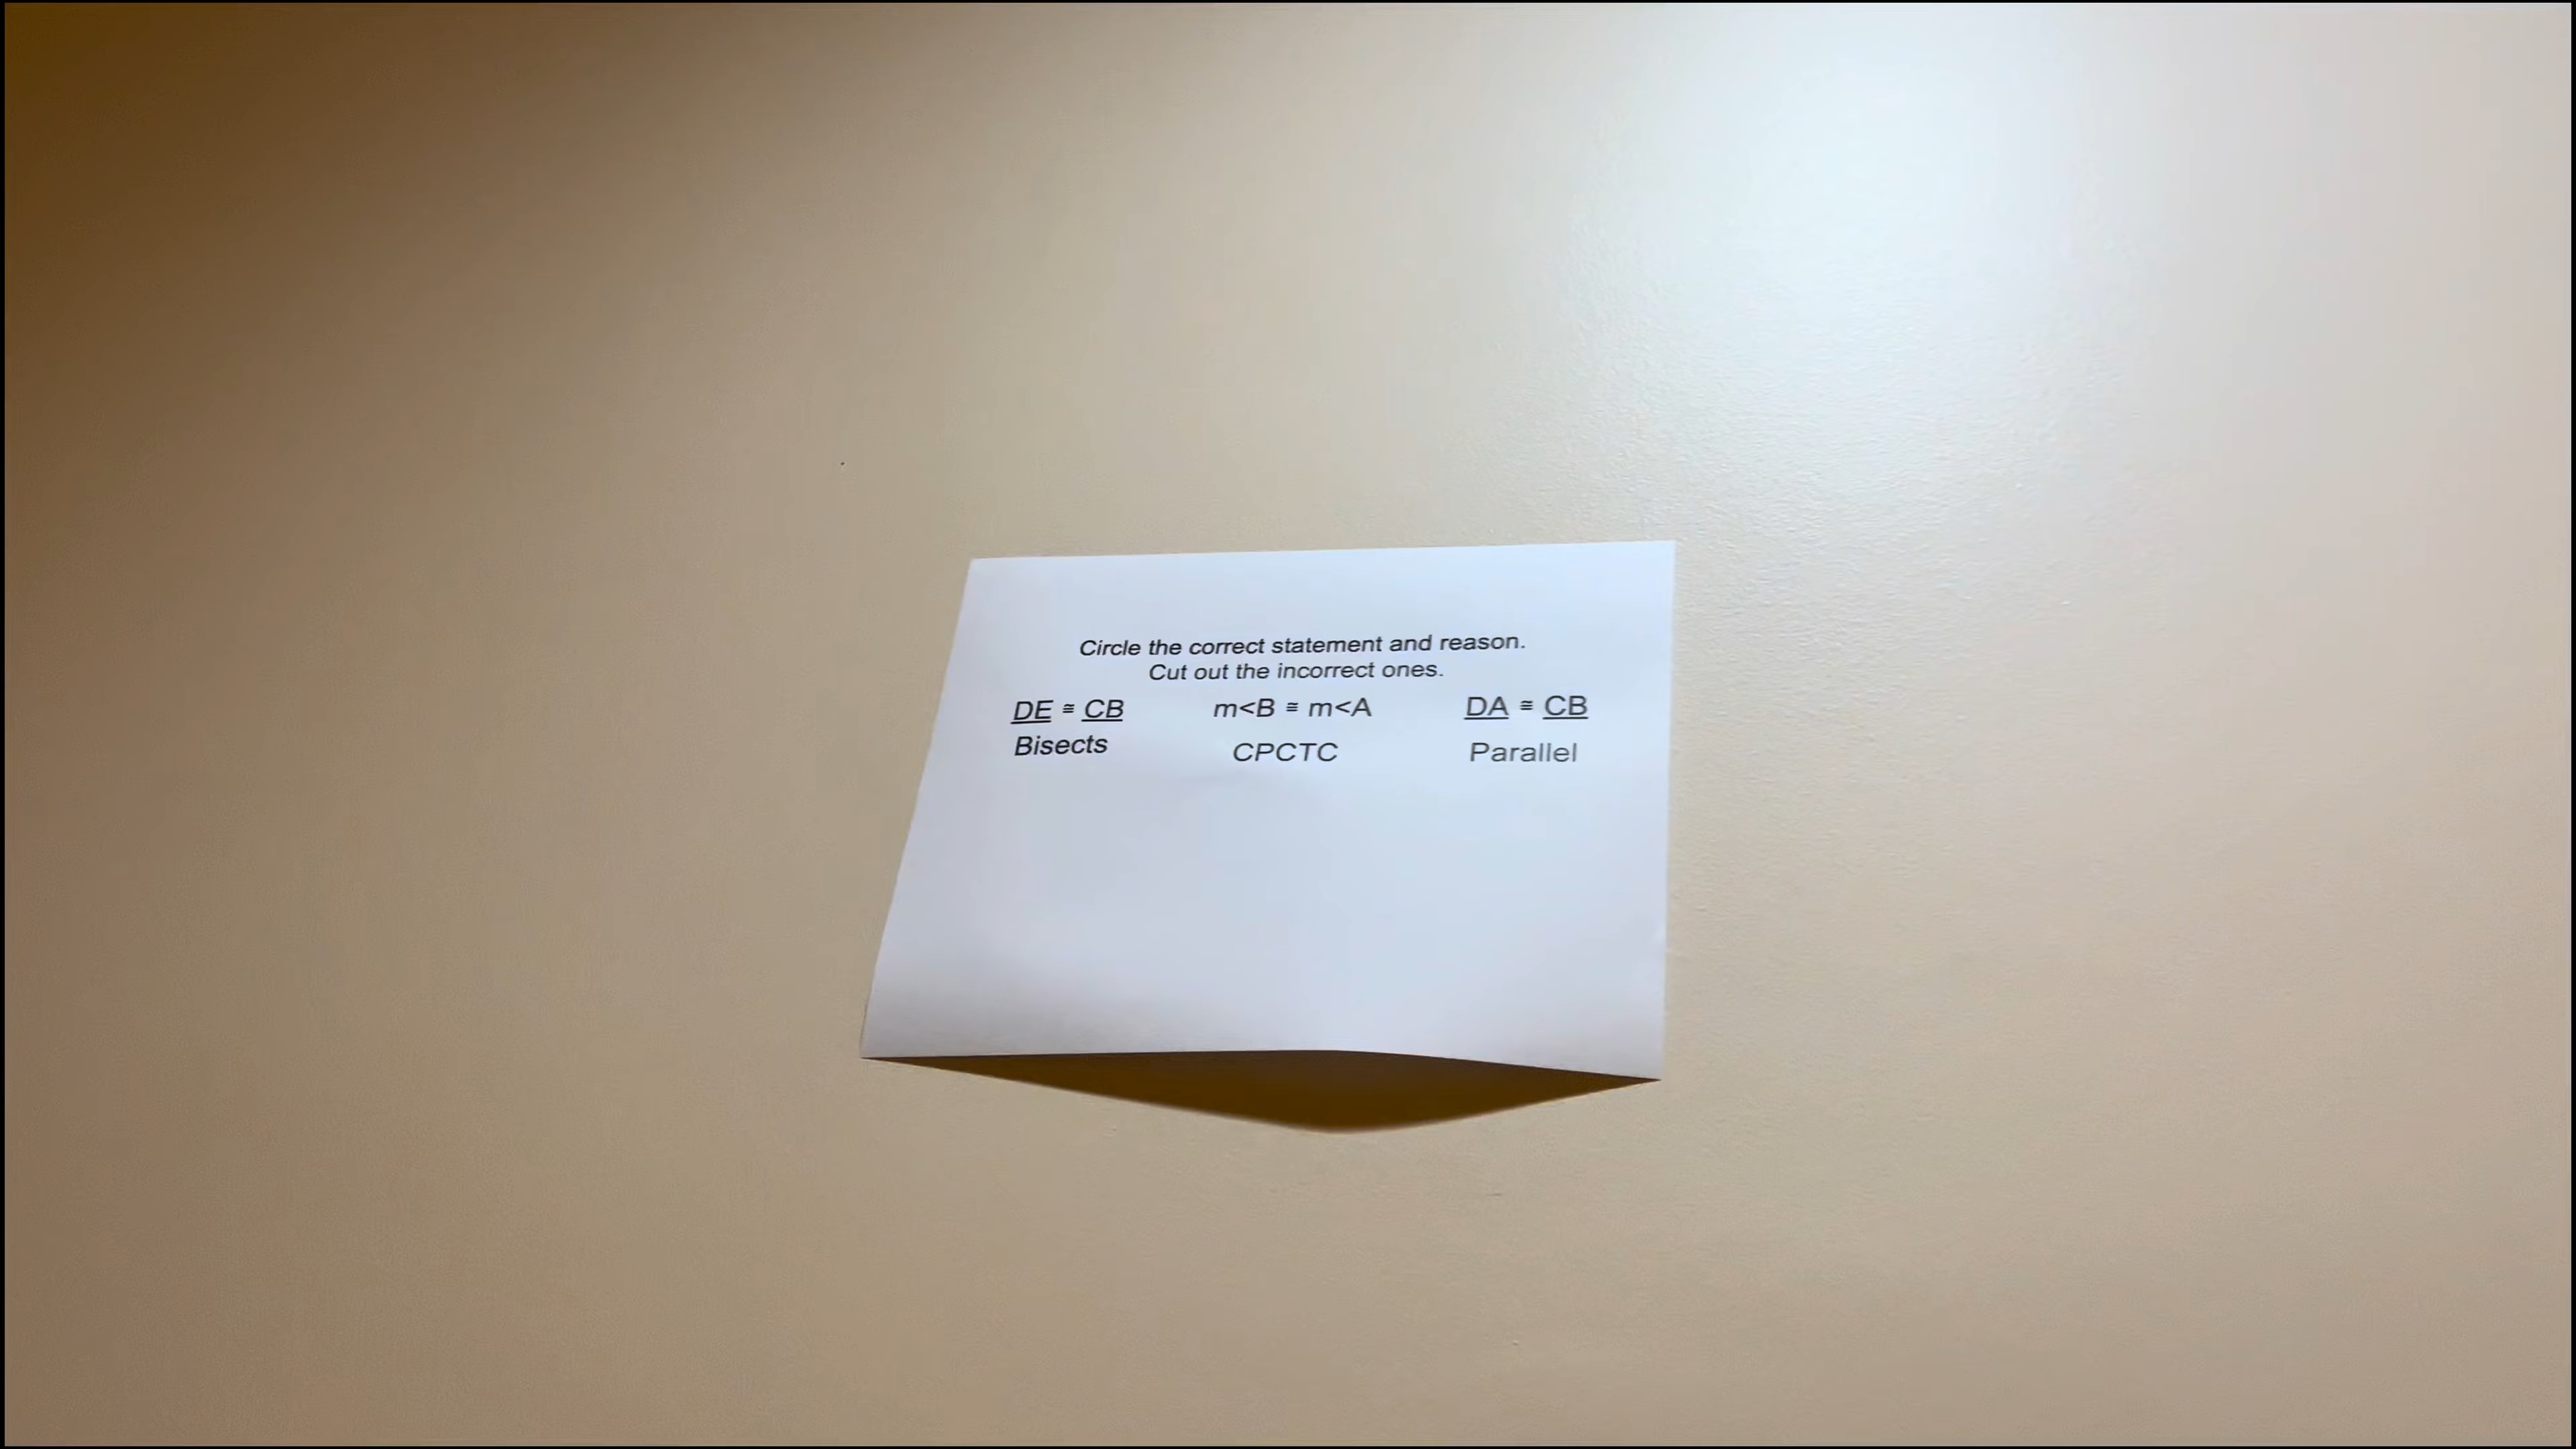 Circle the correct statement and reason.
Cut out the incorrect ones.
DE ≅ CB m<B ≅ m<A DA ≅ CB
Bisects CPCTC Parallel